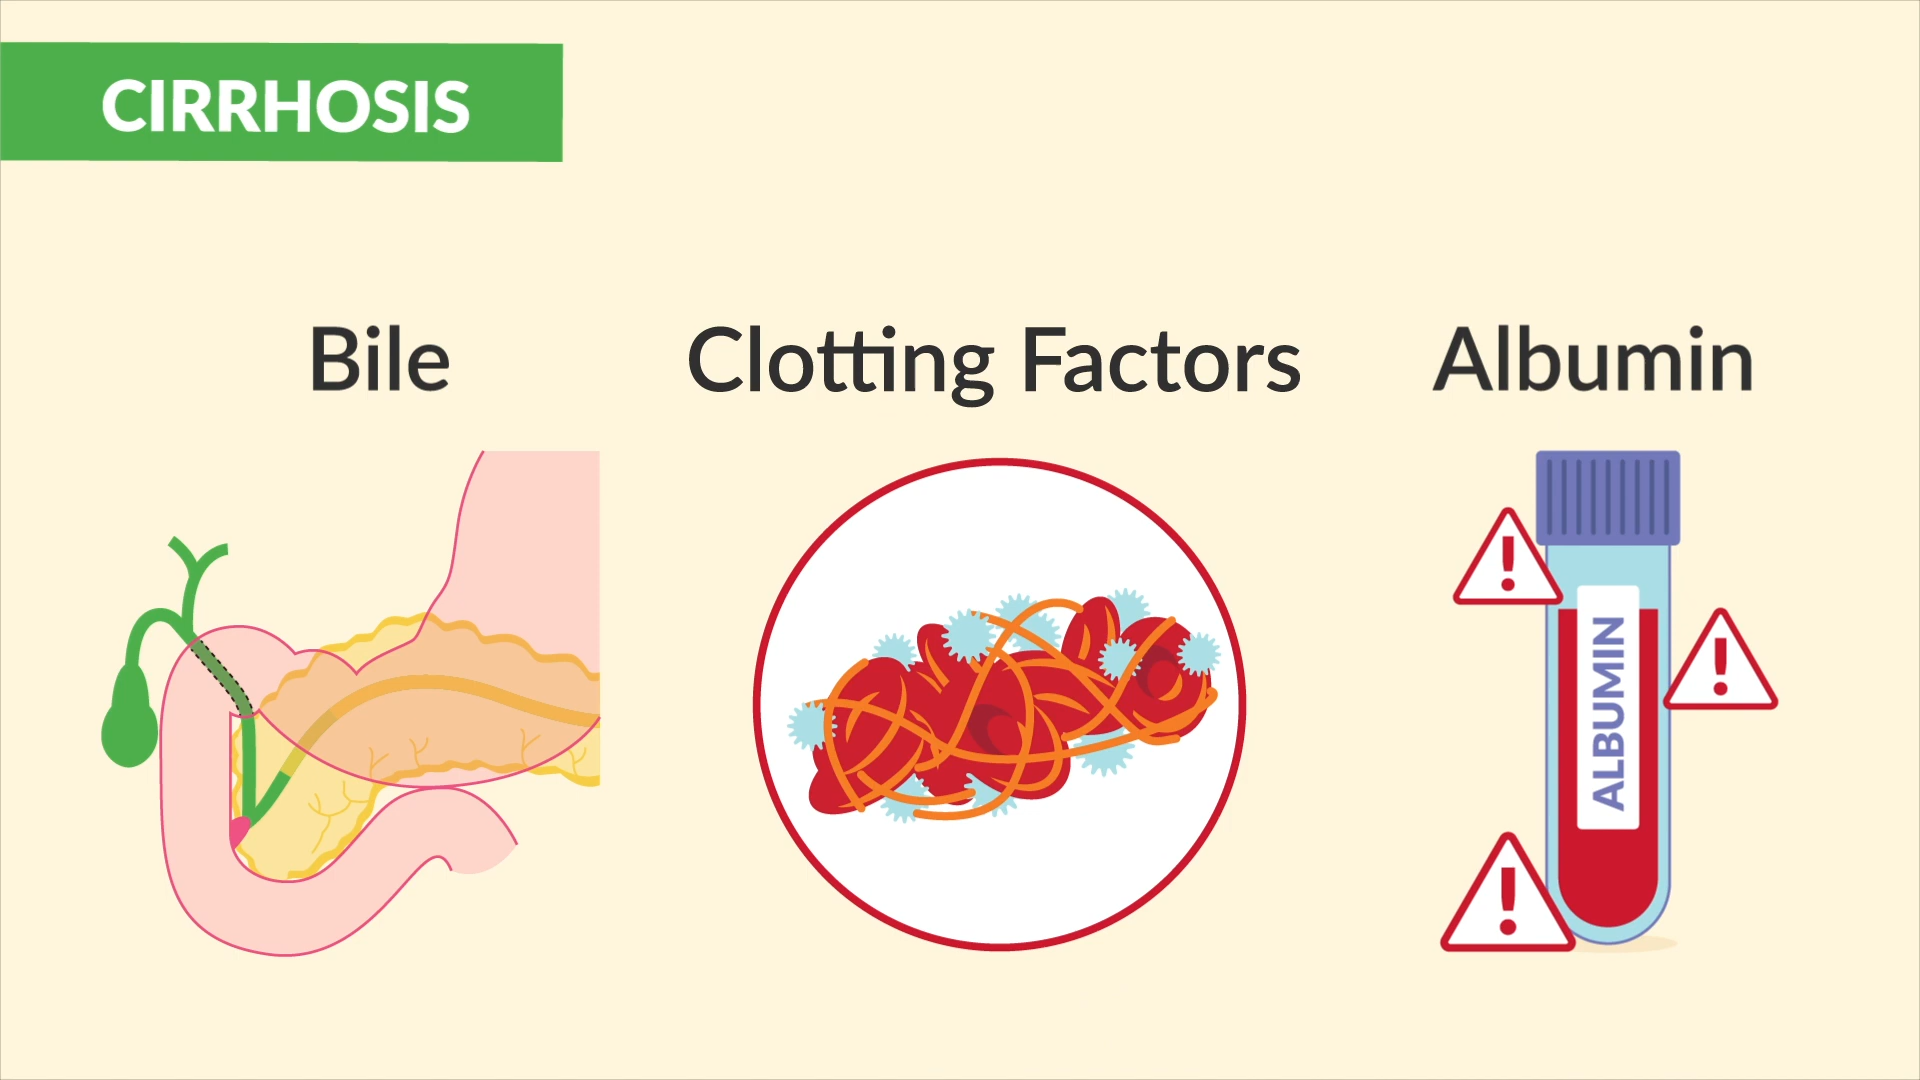 CIRRHOSIS
Bile
Clotting Factors
Albumin
ALBUMIN